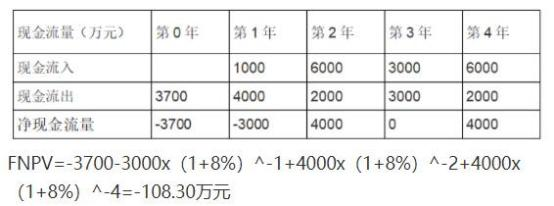 现金流量（万元） 第 0 年 第 1 年 第 2 年 第 3 年 第 4 年
现金流入 1000 6000 3000 6000
现金流出 3700 4000 2000 3000 2000
净现金流量 -3700 -3000 4000 0 4000
FNPV=-3700-3000x（1+8%）^-1+4000x（1+8%）^-2+4000x
（1+8%）^-4=-108.30万元